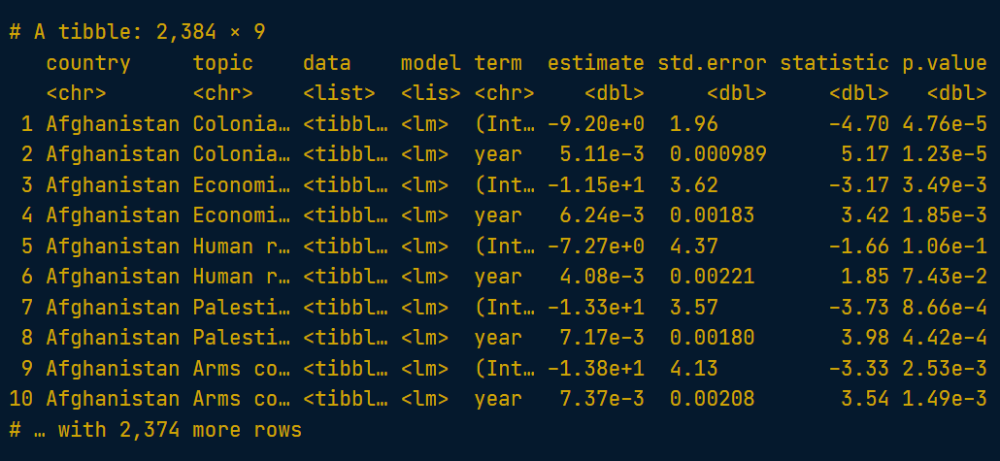 # A tibble: 2,384 × 9
country topic data model term estimate std.error statistic p.value
<chr> <chr> <list> <lis> <chr> <dbl> <dbl> <dbl> <dbl>
1 Afghanistan Colonia… <tibbl… <lm> (Int… -9.20e+0 1.96 -4.70 4.76e-5
2 Afghanistan Colonia… <tibbl… <lm> year 5.11e-3 0.000989 5.17 1.23e-5
3 Afghanistan Economi… <tibbl… <lm> (Int… -1.15e+1 3.62 -3.17 3.49e-3
4 Afghanistan Economi… <tibbl… <lm> year 6.24e-3 0.00183 3.42 1.85e-3
5 Afghanistan Human r… <tibbl… <lm> (Int… -7.27e+0 4.37 -1.66 1.06e-1
6 Afghanistan Human r… <tibbl… <lm> year 4.08e-3 0.00221 1.85 7.43e-2
7 Afghanistan Palesti… <tibbl… <lm> (Int… -1.33e+1 3.57 -3.73 8.66e-4
8 Afghanistan Palesti… <tibbl… <lm> year 7.17e-3 0.00180 3.98 4.42e-4
9 Afghanistan Arms co… <tibbl… <lm> (Int… -1.38e+1 4.13 -3.33 2.53e-3
10 Afghanistan Arms co… <tibbl… <lm> year 7.37e-3 0.00208 3.54 1.49e-3
# … with 2,374 more rows